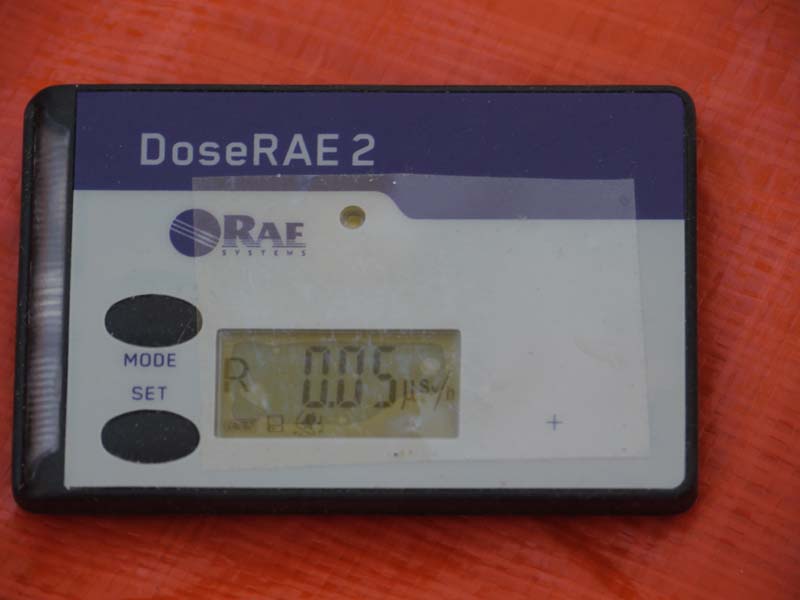 DoseRAE 2
RAE
SYSTEMS
MODE
SET
R 0.05 µSv/h
+